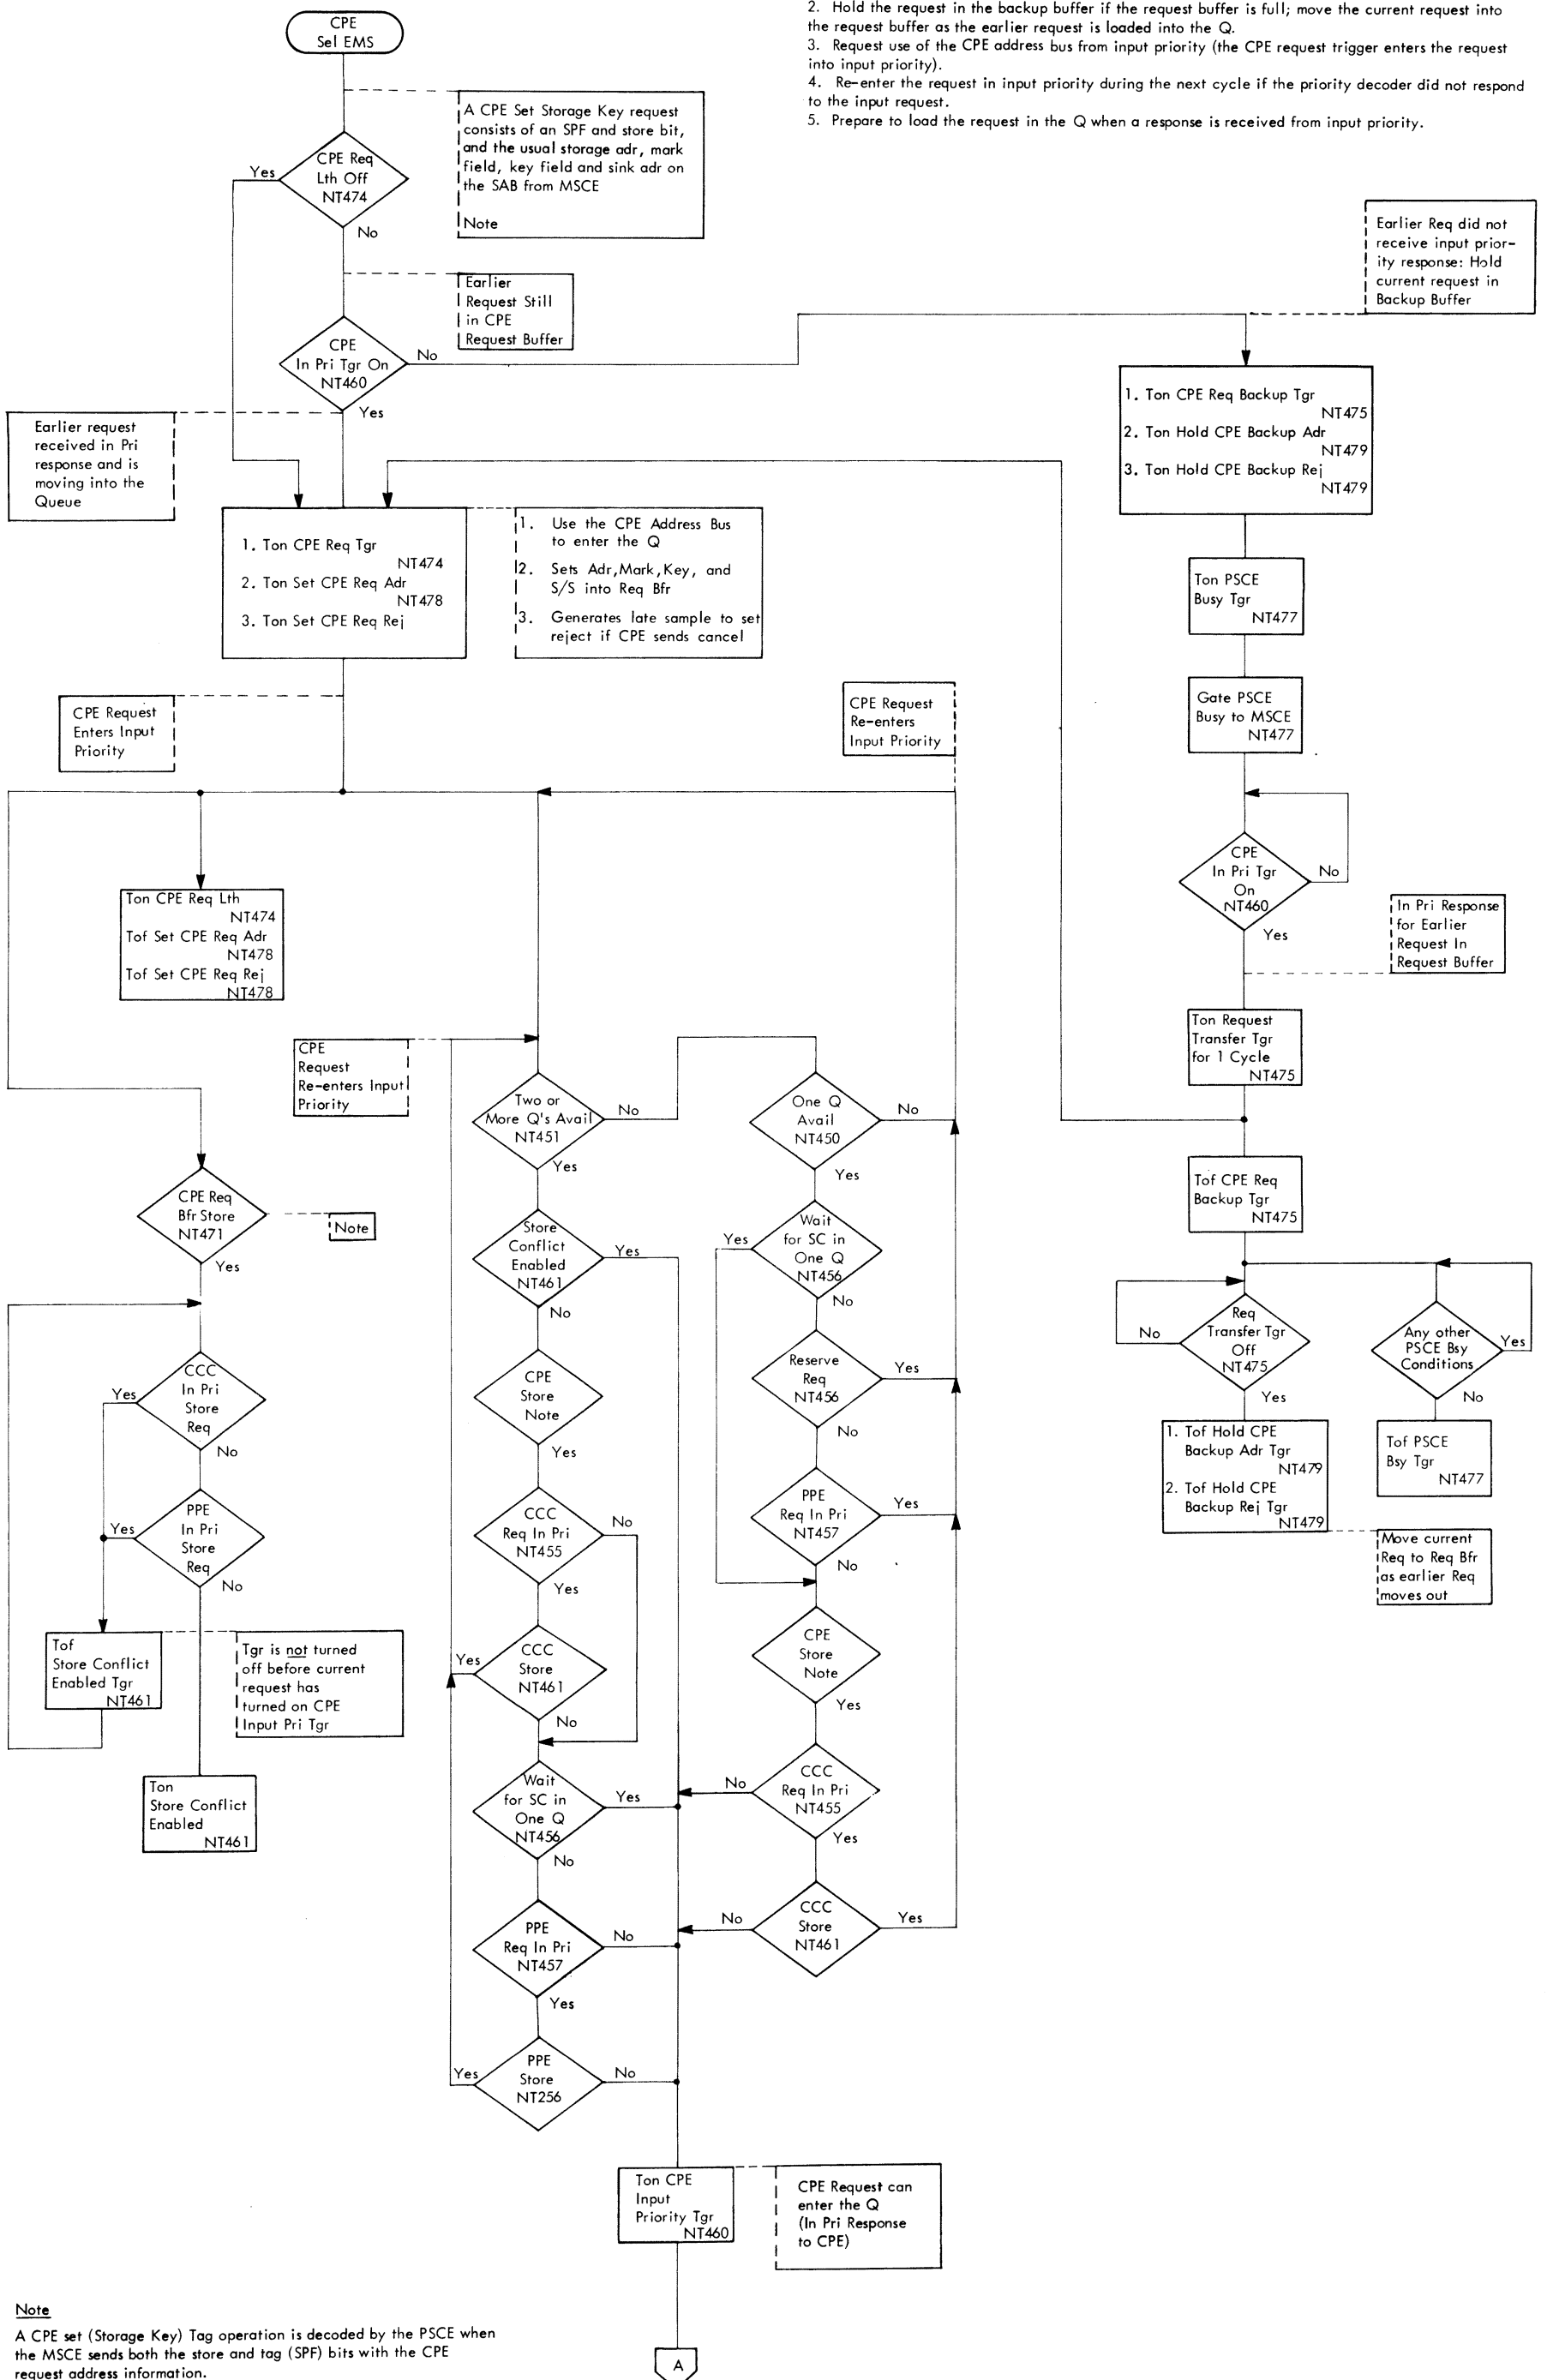 2. Hold the request in the backup buffer if the request buffer is full; move the current request into
the request buffer as the earlier request is loaded into the Q.
3. Request use of the CPE address bus from input priority (the CPE request trigger enters the request
into input priority).
4. Re-enter the request in input priority during the next cycle if the priority decoder did not respond
to the input request.
5. Prepare to load the request in the Q when a response is received from input priority.
CPE
Sel EMS
A CPE Set Storage Key request
consists of an SPF and store bit,
and the usual storage adr, mark
field, key field and sink adr on
the SAB from MSCE
Note
CPE Req
Lth Off
NT474
Yes
No
Earlier
Request Still
in CPE
Request Buffer
CPE
In Pri Tgr On
NT460
No
Yes
Earlier Req did not
receive input prior-
ity response: Hold
current request in
Backup Buffer
Earlier request
received in Pri
response and is
moving into the
Queue
1. Ton CPE Req Tgr
NT474
2. Ton Set CPE Req Adr
NT478
3. Ton Set CPE Req Rej
1. Use the CPE Address Bus
to enter the Q
2. Sets Adr,Mark,Key, and
S/S into Req Bfr
3. Generates late sample to set
reject if CPE sends cancel
1. Ton CPE Req Backup Tgr
NT475
2. Ton Hold CPE Backup Adr
NT479
3. Ton Hold CPE Backup Rej
NT479
Ton PSCE
Busy Tgr
NT477
Gate PSCE
Busy to MSCE
NT477
CPE
In Pri Tgr
On
NT460
No
Yes
In Pri Response
for Earlier
Request In
Request Buffer
Ton Request
Transfer Tgr
for 1 Cycle
NT475
Tof CPE Req
Backup Tgr
NT475
Req
Transfer Tgr
Off
NT475
No
Yes
Any other
PSCE Bsy
Conditions
Yes
No
1. Tof Hold CPE
Backup Adr Tgr
NT479
2. Tof Hold CPE
Backup Rej Tgr
NT479
Tof PSCE
Bsy Tgr
NT477
Move current
Req to Req Bfr
as earlier Req
moves out
CPE Request
Enters Input
Priority
CPE Request
Re-enters
Input Priority
Ton CPE Req Lth
NT474
Tof Set CPE Req Adr
NT478
Tof Set CPE Req Rej
NT478
CPE
Request
Re-enters Input
Priority
CPE Req
Bfr Store
NT471
Note
Yes
CCC
In Pri
Store
Req
Yes
No
PPE
In Pri
Store
Req
Yes
No
Tof
Store Conflict
Enabled Tgr
NT461
Tgr is not turned
off before current
request has
turned on CPE
Input Pri Tgr
Ton
Store Conflict
Enabled
NT461
Two or
More Q's Avail
NT451
No
Yes
Store
Conflict
Enabled
NT461
Yes
No
CPE
Store
Note
Yes
CCC
Req In Pri
NT455
No
Yes
CCC
Store
NT461
Yes
No
Wait
for SC in
One Q
NT456
Yes
No
PPE
Req In Pri
NT457
No
Yes
PPE
Store
NT256
Yes
No
One Q
Avail
NT450
No
Yes
Wait
for SC in
One Q
NT456
Yes
No
Reserve
Req
NT456
Yes
No
PPE
Req In Pri
NT457
Yes
No
CPE
Store
Note
Yes
CCC
Req In Pri
NT455
No
Yes
CCC
Store
NT461
No
Yes
Ton CPE
Input
Priority Tgr
NT460
CPE Request can
enter the Q
(In Pri Response
to CPE)
A
Note
A CPE set (Storage Key) Tag operation is decoded by the PSCE when
the MSCE sends both the store and tag (SPF) bits with the CPE
request address information.